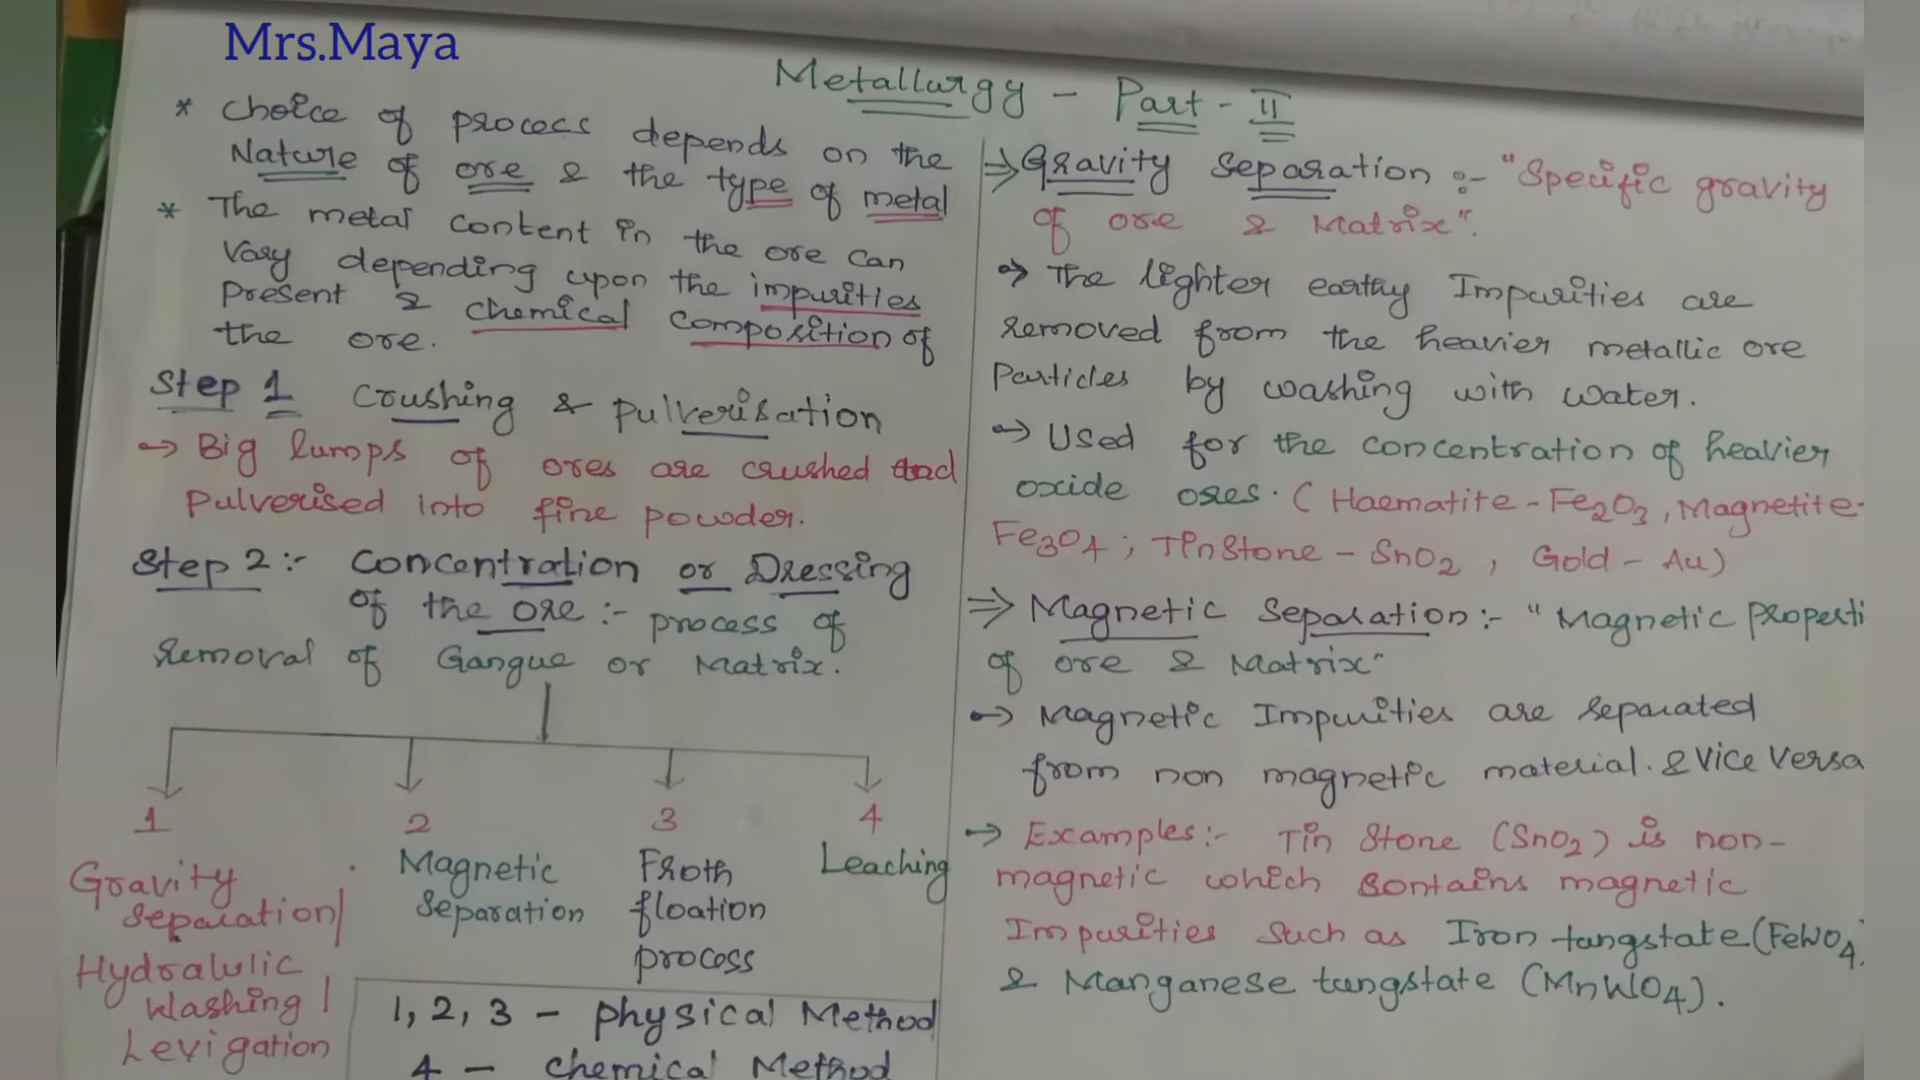 Mrs.Maya
Metallurgy - Part - II
* Choice of process depends on the
Nature of ore & the type of metal
* The metal content in the ore can
vary depending upon the impurities
present & chemical composition of
the ore.
Step 1 Crushing & pulverisation
→ Big lumps of ores are crushed and
pulverised into fine powder.
Step 2 :- Concentration or Dressing
of the ore :- process of
removal of Gangue or Matrix.
1 2 3 4
Gravity
separation/
Hydralulic
Washing /
Levigation
Magnetic
Separation
Froth
floation
process
Leaching
1, 2, 3 - physical Method
4 - chemical Method
⇒ Gravity Separation :- "Specific gravity
of ore & Matrix".
→ The lighter earthy Impurities are
removed from the heavier metallic ore
particles by washing with water.
→ Used for the concentration of heavier
oxide ores. (Haematite - Fe2O3, Magnetite -
Fe3O4; Tin Stone - SnO2, Gold - Au)
⇒ Magnetic Separation :- "Magnetic properti
of ore & Matrix"
→ Magnetic Impurities are separated
from non magnetic material. & vice versa
→ Examples :- Tin Stone (SnO2) is non-
magnetic which contains magnetic
Impurities such as Iron tangstate (FeWO4)
& Manganese tungstate (MnWO4).